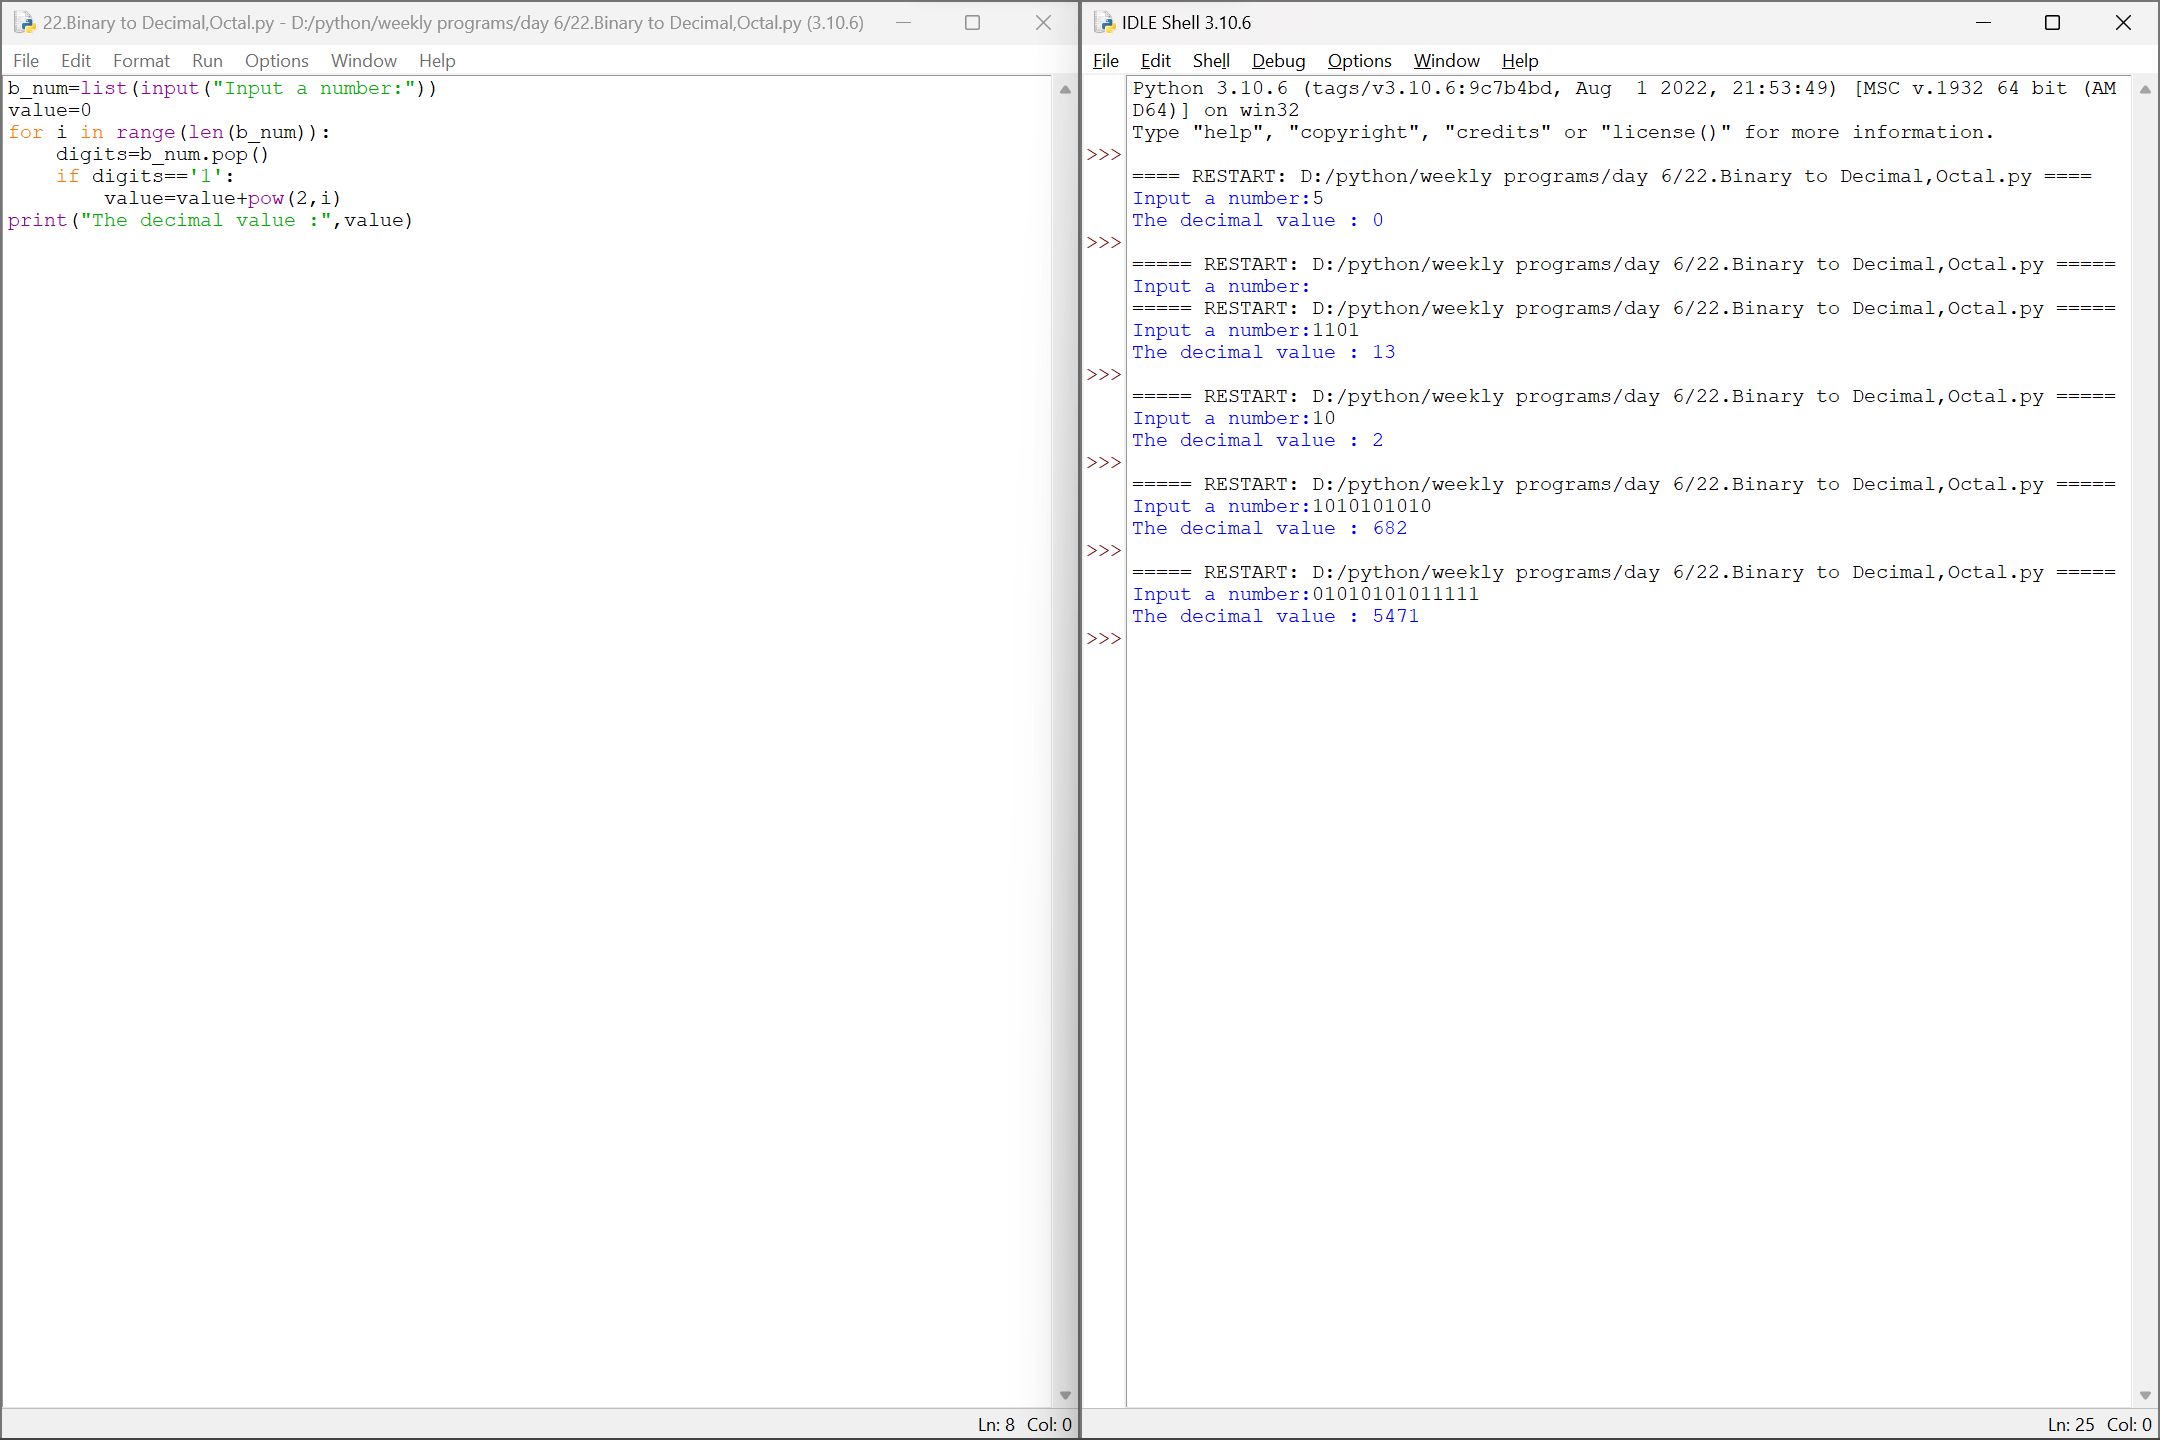 22.Binary to Decimal,Octal.py - D:/python/weekly programs/day 6/22.Binary to Decimal,Octal.py (3.10.6)
File Edit Format Run Options Window Help
b_num=list(input("Input a number:"))
value=0
for i in range(len(b_num)):
    digits=b_num.pop()
    if digits=='1':
        value=value+pow(2,i)
print("The decimal value :",value)
Ln: 8 Col: 0
IDLE Shell 3.10.6
File Edit Shell Debug Options Window Help
Python 3.10.6 (tags/v3.10.6:9c7b4bd, Aug  1 2022, 21:53:49) [MSC v.1932 64 bit (AM
D64)] on win32
Type "help", "copyright", "credits" or "license()" for more information.
>>>
==== RESTART: D:/python/weekly programs/day 6/22.Binary to Decimal,Octal.py ====
Input a number:5
The decimal value : 0
>>>
===== RESTART: D:/python/weekly programs/day 6/22.Binary to Decimal,Octal.py =====
Input a number:
===== RESTART: D:/python/weekly programs/day 6/22.Binary to Decimal,Octal.py =====
Input a number:1101
The decimal value : 13
>>>
===== RESTART: D:/python/weekly programs/day 6/22.Binary to Decimal,Octal.py =====
Input a number:10
The decimal value : 2
>>>
===== RESTART: D:/python/weekly programs/day 6/22.Binary to Decimal,Octal.py =====
Input a number:1010101010
The decimal value : 682
>>>
===== RESTART: D:/python/weekly programs/day 6/22.Binary to Decimal,Octal.py =====
Input a number:01010101011111
The decimal value : 5471
>>>
Ln: 25 Col: 0